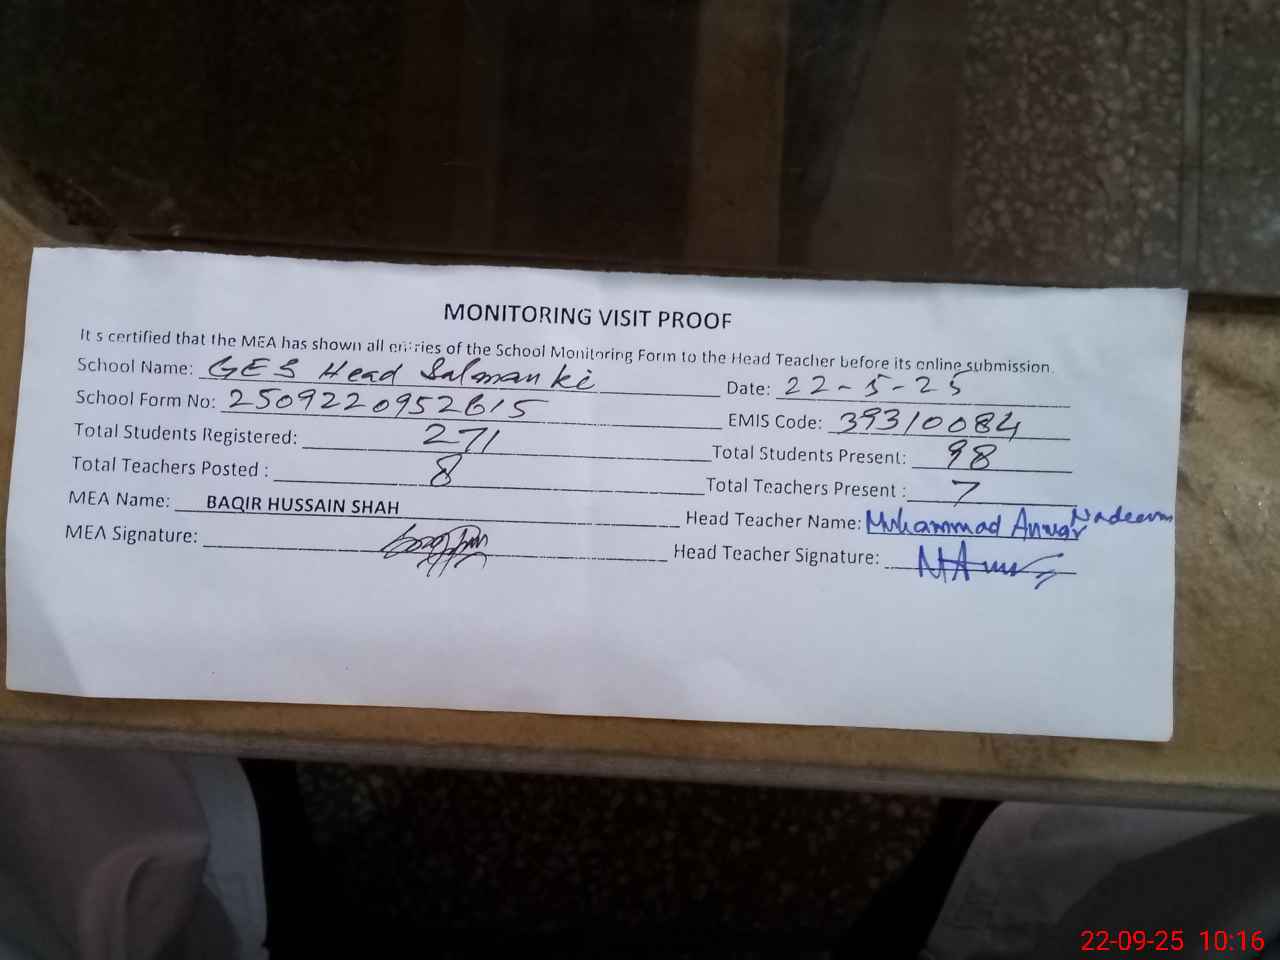 MONITORING VISIT PROOF
It s certified that the MEA has shown all entries of the School Monitoring Form to the Head Teacher before its online submission.
School Name: GES Head Salmanki Date: 22-5-25
School Form No: 2509220952615 EMIS Code: 39310084
Total Students Registered: 271 Total Students Present: 98
Total Teachers Posted : 8 Total Teachers Present : 7
MEA Name: BAQIR HUSSAIN SHAH Head Teacher Name: Muhammad Anwar Nadeem
MEA Signature: Head Teacher Signature:
22-09-25 10:16